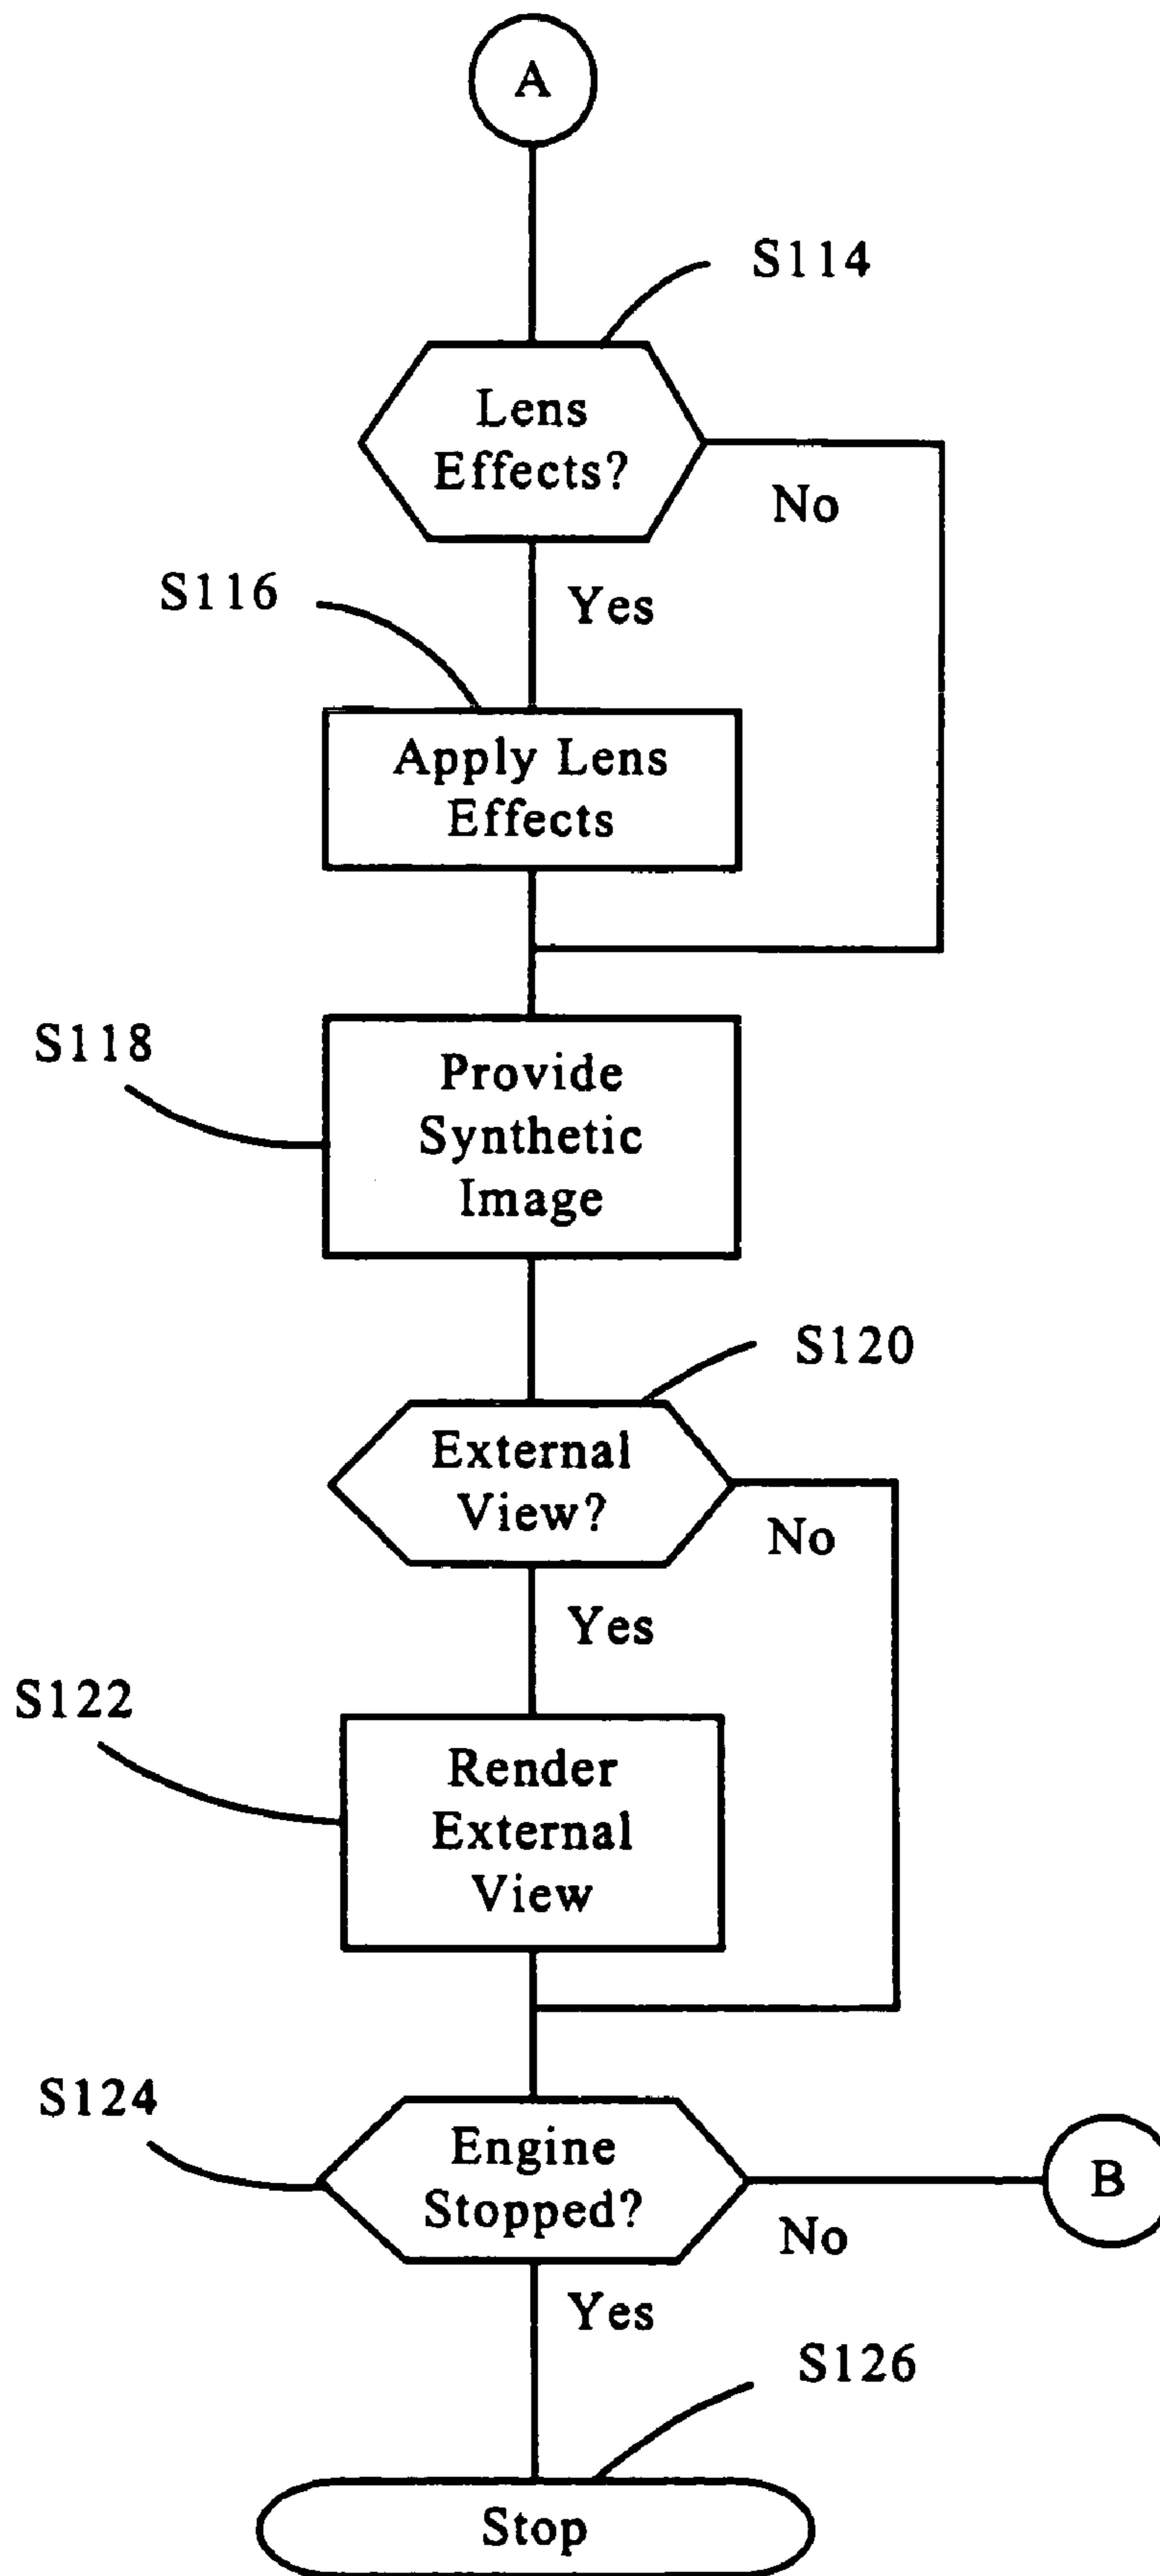 A
S114
Lens
Effects?
No
Yes
S116
Apply Lens
Effects
S118
Provide
Synthetic
Image
S120
External
View?
No
Yes
S122
Render
External
View
S124
Engine
Stopped?
B
No
Yes
S126
Stop